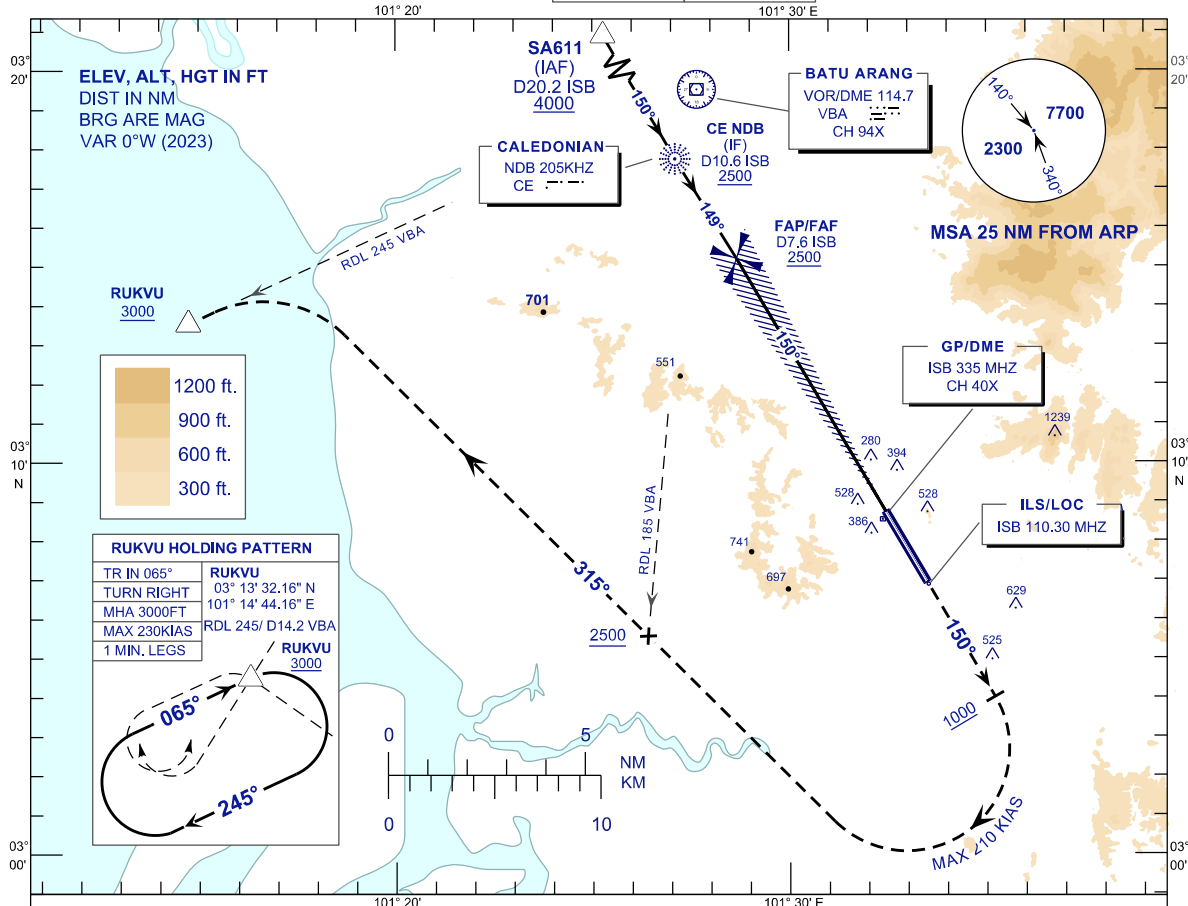 101° 20'
101° 30' E
03°
20'
03°
20'
ELEV, ALT, HGT IN FT
DIST IN NM
BRG ARE MAG
VAR 0°W (2023)
SA611
(IAF)
D20.2 ISB
4000
150°
BATU ARANG
VOR/DME 114.7
VBA
CH 94X
140°
7700
2300
340°
MSA 25 NM FROM ARP
CALEDONIAN
NDB 205KHZ
CE
CE NDB
(IF)
D10.6 ISB
2500
149°
RDL 245 VBA
FAP/FAF
D7.6 ISB
2500
RUKVU
3000
701
150°
551
GP/DME
ISB 335 MHZ
CH 40X
1200 ft.
900 ft.
600 ft.
300 ft.
1239
03°
10'
N
03°
10'
N
280
394
528
528
386
ILS/LOC
ISB 110.30 MHZ
RDL 185 VBA
741
697
315°
629
2500
150°
525
1000
RUKVU HOLDING PATTERN
TR IN 065°
TURN RIGHT
MHA 3000FT
MAX 230KIAS
1 MIN. LEGS
RUKVU
03° 13' 32.16" N
101° 14' 44.16" E
RDL 245/ D14.2 VBA
RUKVU
3000
065°
245°
0
5
NM
KM
0
10
MAX 210 KIAS
03°
00'
03°
00'
101° 20'
101° 30' E